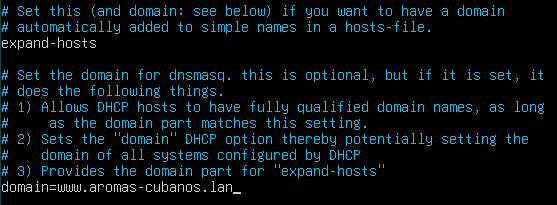 # Set this (and domain: see below) if you want to have a domain
# automatically added to simple names in a hosts-file.
expand-hosts
# Set the domain for dnsmasq. this is optional, but if it is set, it
# does the following things.
# 1) Allows DHCP hosts to have fully qualified domain names, as long
#     as the domain part matches this setting.
# 2) Sets the "domain" DHCP option thereby potentially setting the
#    domain of all systems configured by DHCP
# 3) Provides the domain part for "expand-hosts"
domain=www.aromas-cubanos.lan_